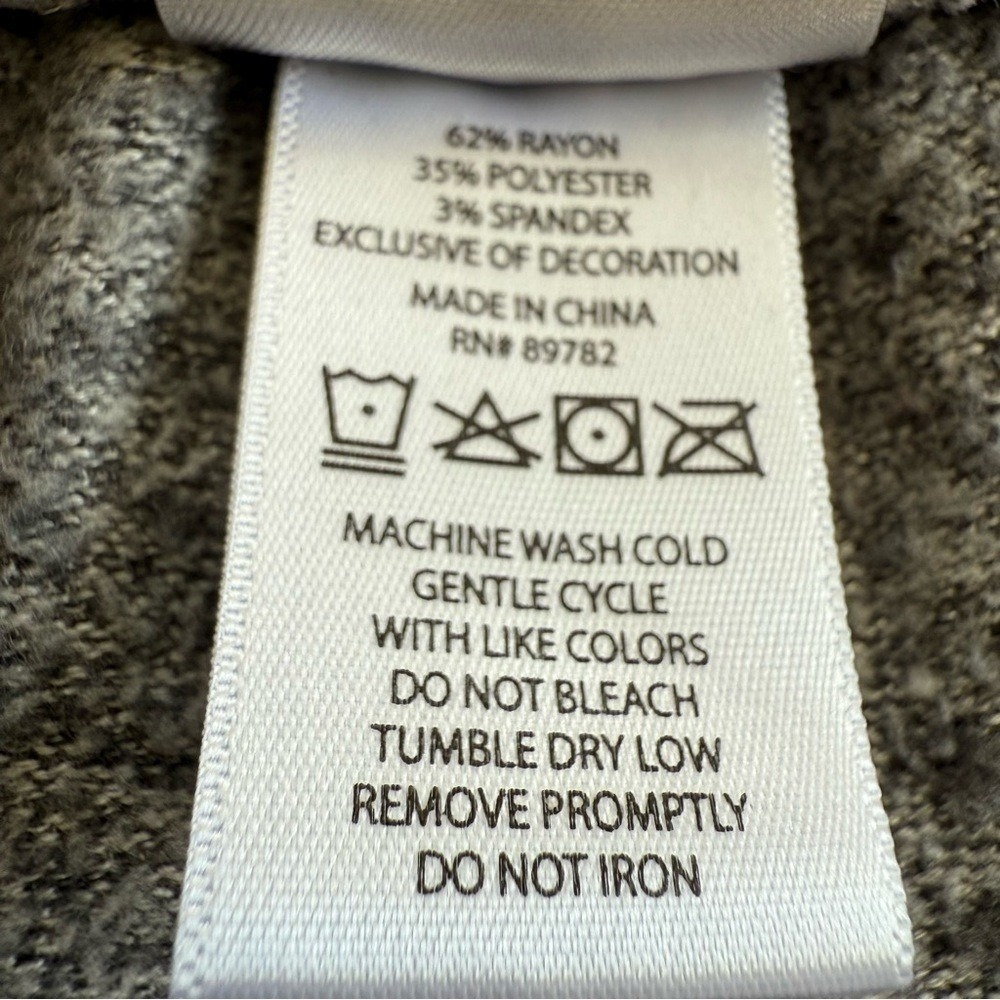 62% RAYON
35% POLYESTER
3% SPANDEX
EXCLUSIVE OF DECORATION
MADE IN CHINA
RN# 89782
MACHINE WASH COLD
GENTLE CYCLE
WITH LIKE COLORS
DO NOT BLEACH
TUMBLE DRY LOW
REMOVE PROMPTLY
DO NOT IRON